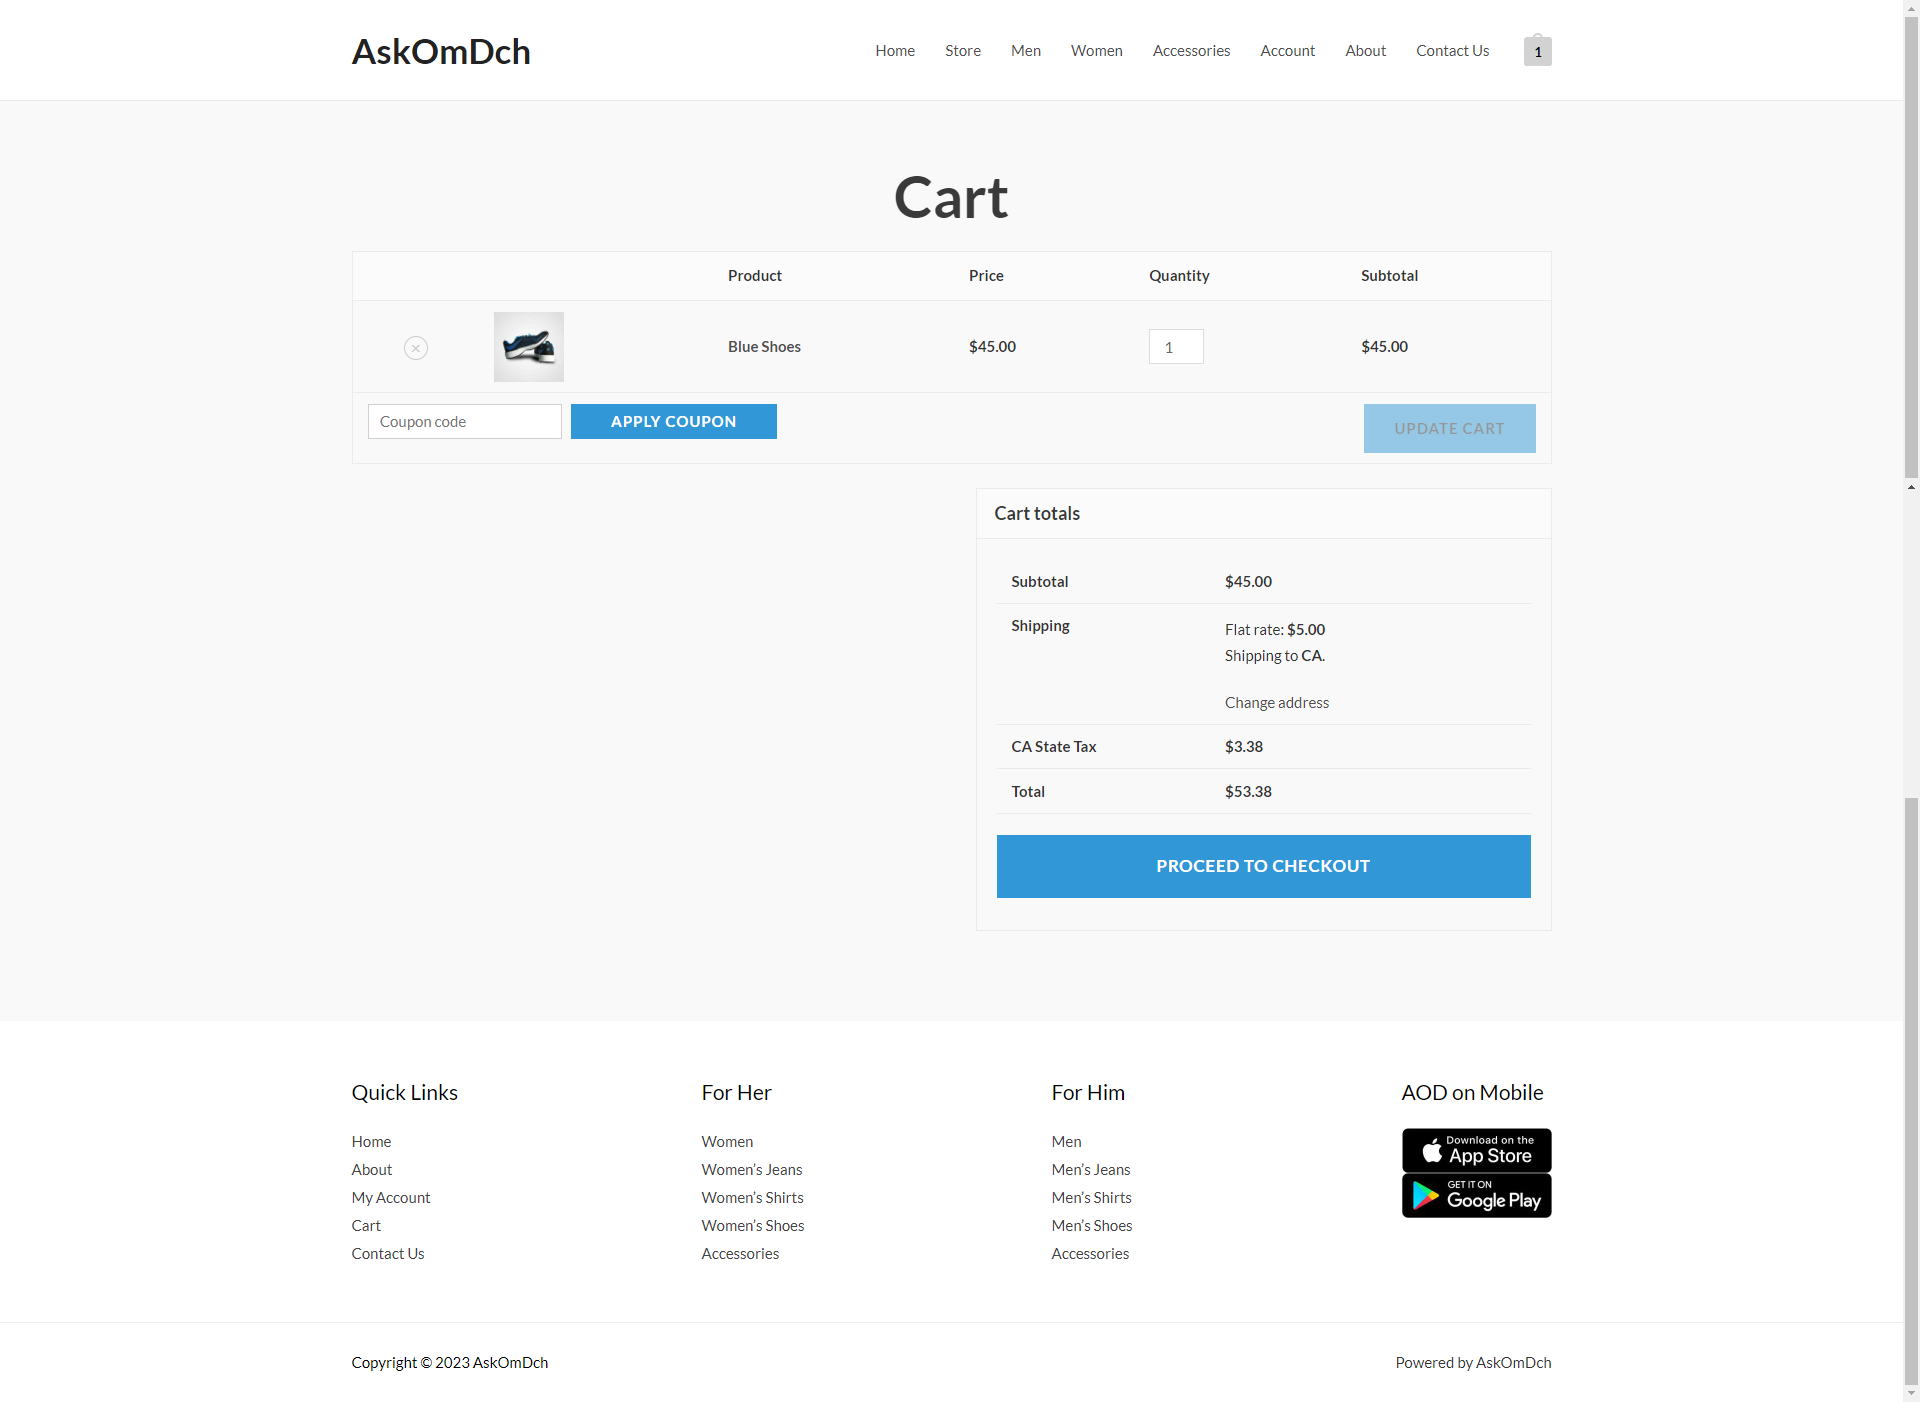 AskOmDch
Home Store Men Women Accessories Account About Contact Us 1
Cart
Product Price Quantity Subtotal
Blue Shoes $45.00 1 $45.00
Coupon code APPLY COUPON UPDATE CART
Cart totals
Subtotal $45.00
Shipping Flat rate: $5.00
Shipping to CA.
Change address
CA State Tax $3.38
Total $53.38
PROCEED TO CHECKOUT
Quick Links
Home
About
My Account
Cart
Contact Us
For Her
Women
Women’s Jeans
Women’s Shirts
Women’s Shoes
Accessories
For Him
Men
Men’s Jeans
Men’s Shirts
Men’s Shoes
Accessories
AOD on Mobile
Download on the
App Store
GET IT ON
Google Play
Copyright © 2023 AskOmDch
Powered by AskOmDch